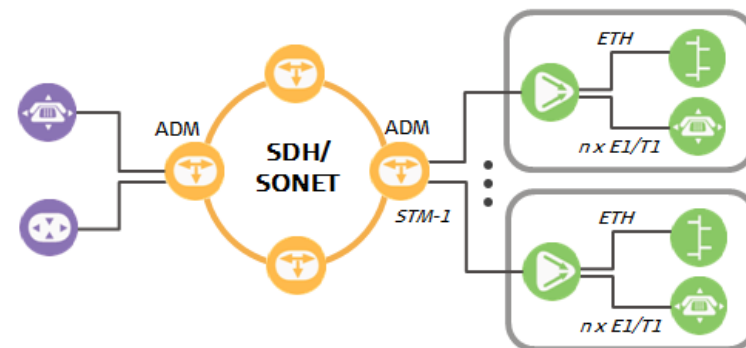 ETH
ADM
ADM
SDH/
SONET
n x E1/T1
STM-1
ETH
n x E1/T1